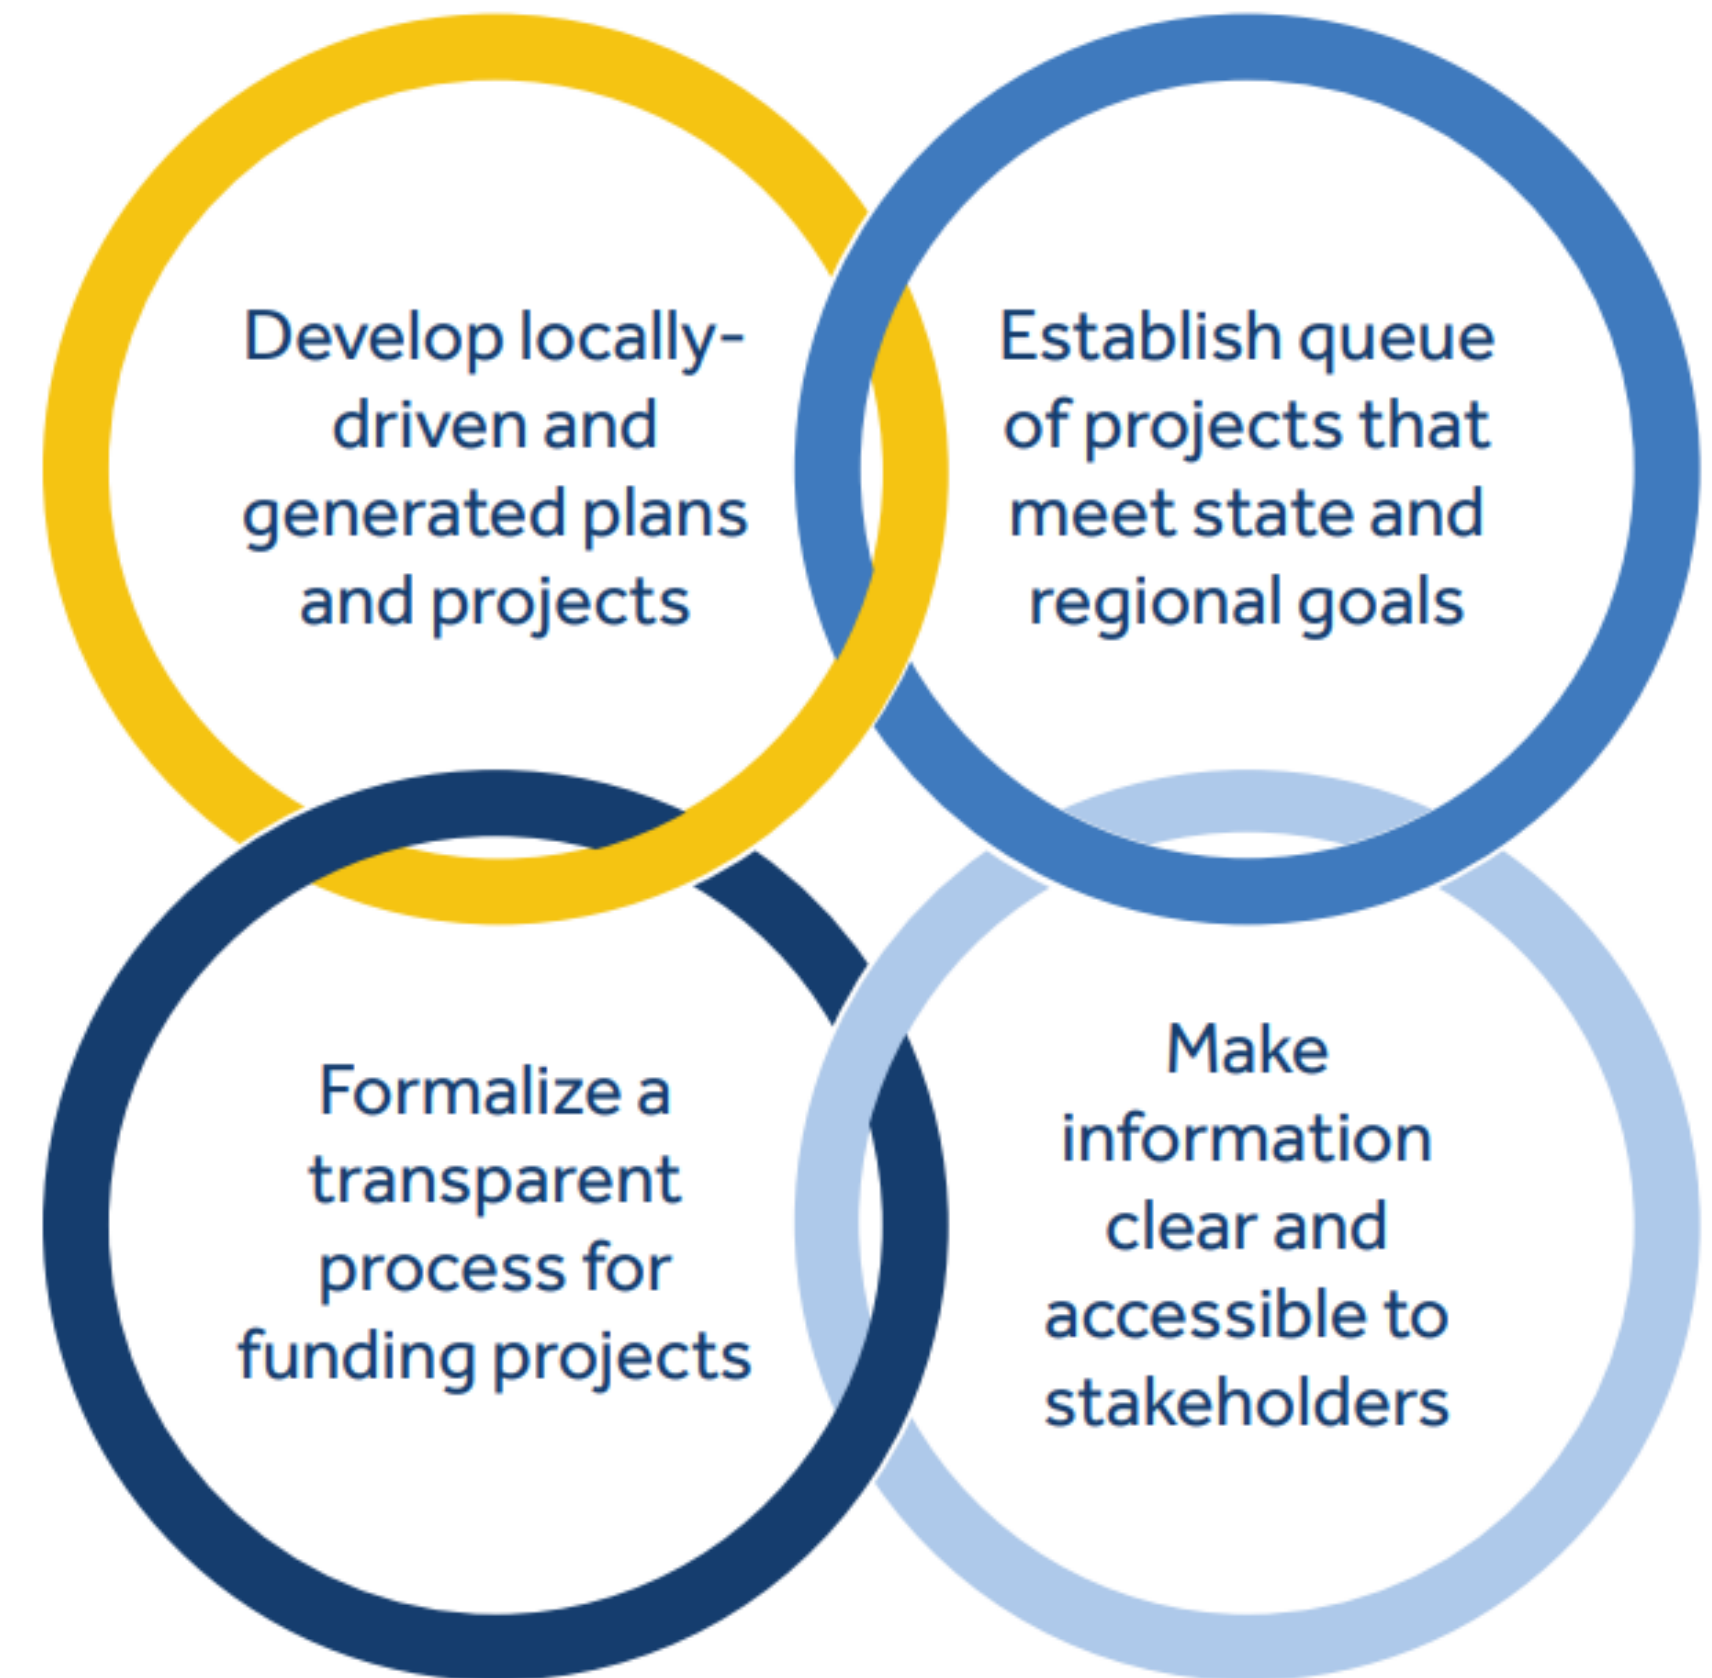 Develop locally-
driven and
generated plans
and projects
Establish queue
of projects that
meet state and
regional goals
Formalize a
transparent
process for
funding projects
Make
information
clear and
accessible to
stakeholders